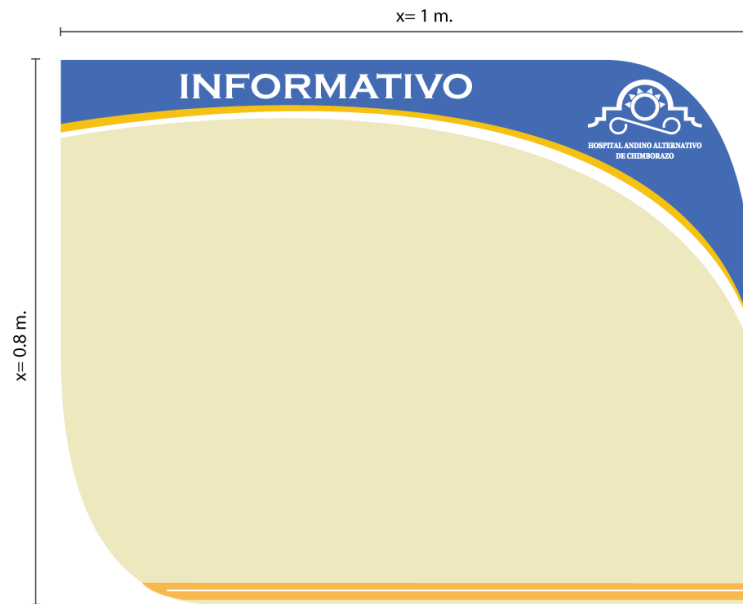 x= 1 m.
INFORMATIVO
HOSPITAL ANDINO ALTERNATIVO
DE CHIMBORAZO
x= 0.8 m.